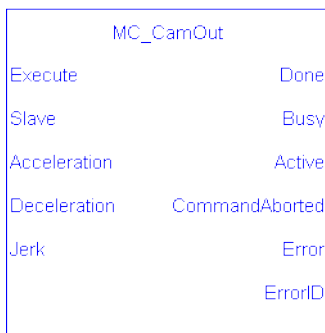 MC_CamOut
Execute Done
Slave Busy
Acceleration Active
Deceleration CommandAborted
Jerk Error
ErrorID